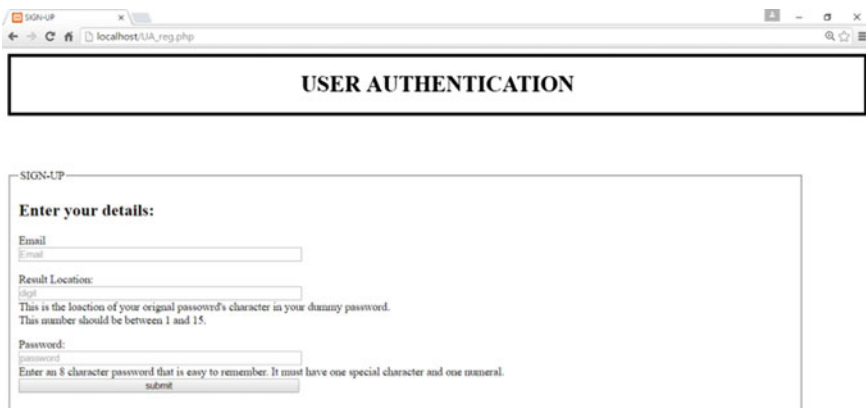 SIGN-UP
localhost/UA_reg.php
USER AUTHENTICATION
SIGN-UP
Enter your details:
Email
Email
Result Location:
digit
This is the loaction of your orignal passowrd's character in your dummy password.
This number should be between 1 and 15.
Password:
password
Enter an 8 character password that is easy to remember. It must have one special character and one numeral.
submit